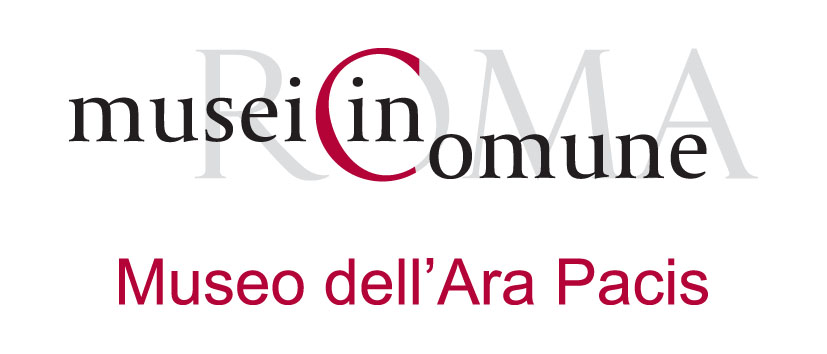 ROMA
musei in Comune
Museo dell'Ara Pacis